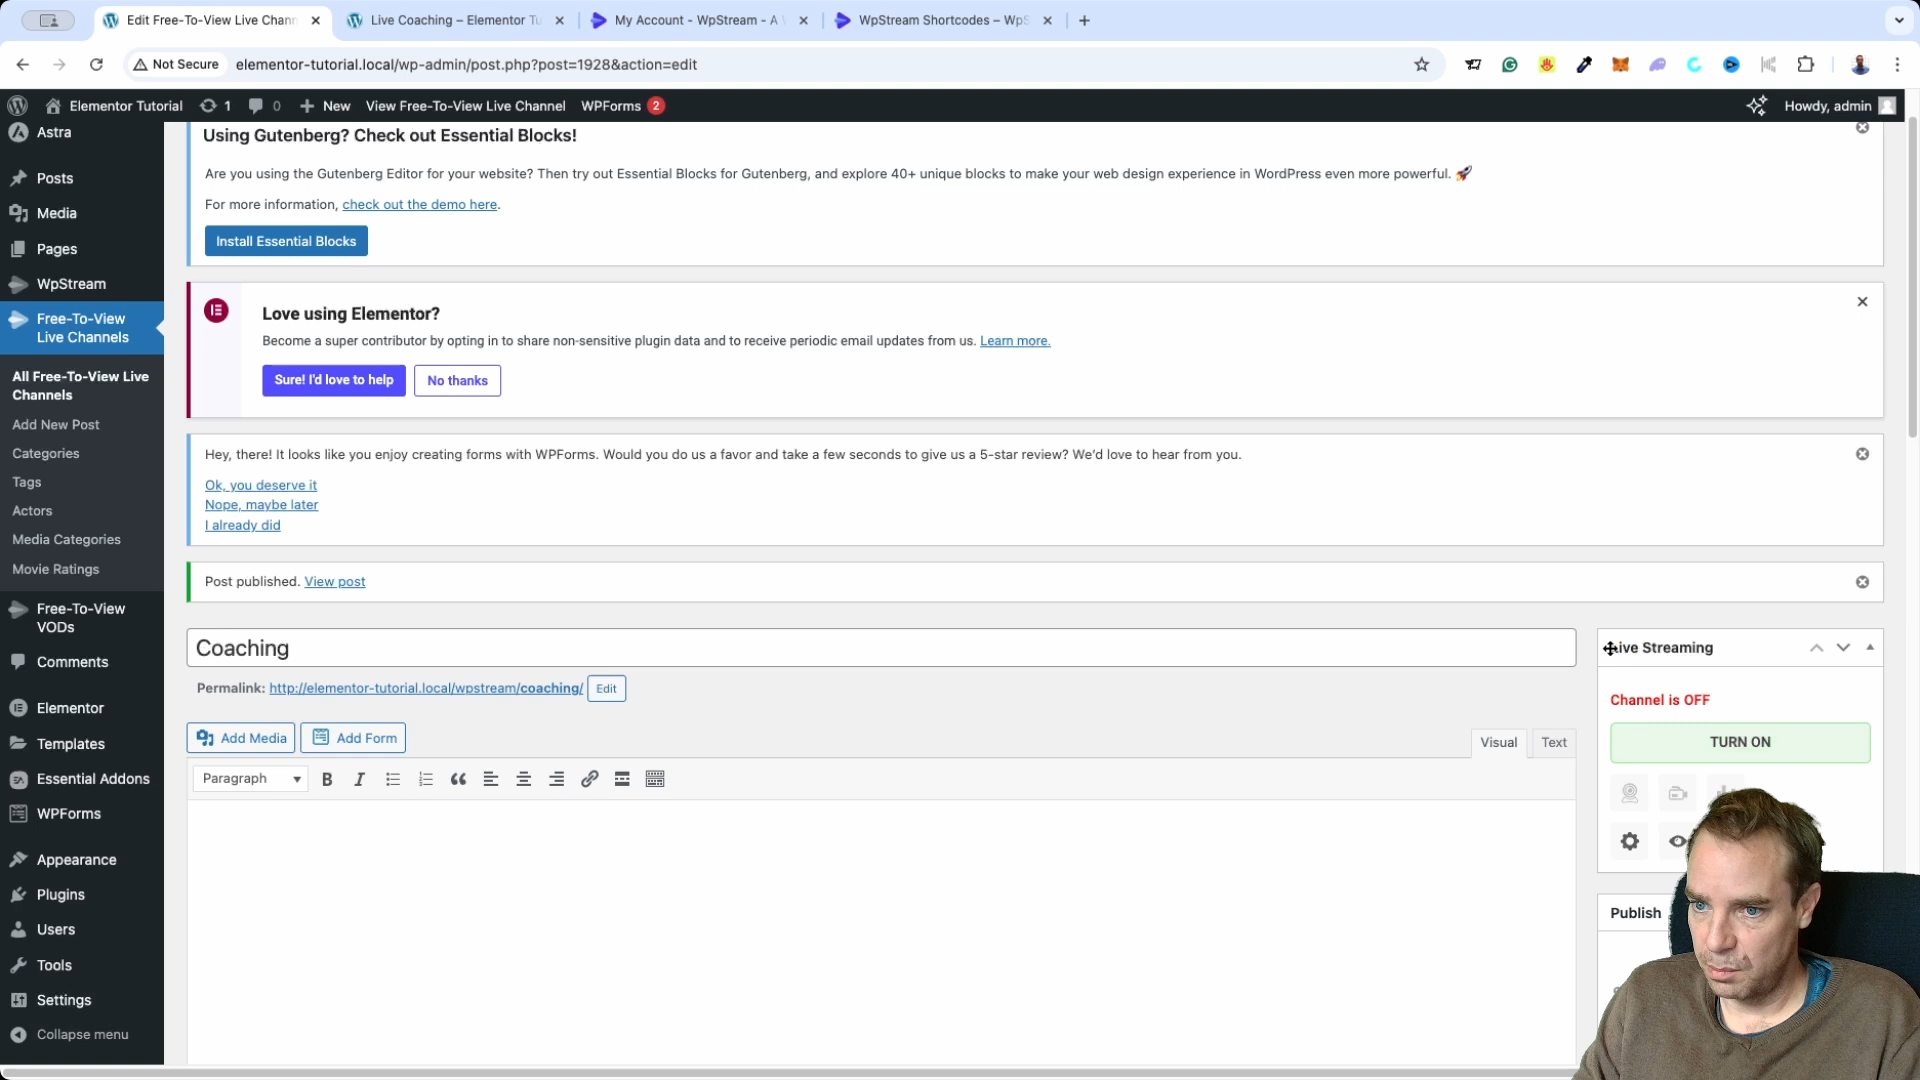 Edit Free-To-View Live Chann
Live Coaching – Elementor Tu
My Account - WpStream - A V
WpStream Shortcodes – WpS
Not Secure
elementor-tutorial.local/wp-admin/post.php?post=1928&action=edit
Elementor Tutorial
1
0
New
View Free-To-View Live Channel
WPForms 2
Howdy, admin
Astra
Posts
Media
Pages
WpStream
Free-To-View
Live Channels
All Free-To-View Live
Channels
Add New Post
Categories
Tags
Actors
Media Categories
Movie Ratings
Free-To-View
VODs
Comments
Elementor
Templates
Essential Addons
WPForms
Appearance
Plugins
Users
Tools
Settings
Collapse menu
Using Gutenberg? Check out Essential Blocks!
Are you using the Gutenberg Editor for your website? Then try out Essential Blocks for Gutenberg, and explore 40+ unique blocks to make your web design experience in WordPress even more powerful. 🚀
For more information, check out the demo here.
Install Essential Blocks
Love using Elementor?
Become a super contributor by opting in to share non-sensitive plugin data and to receive periodic email updates from us. Learn more.
Sure! I'd love to help
No thanks
Hey, there! It looks like you enjoy creating forms with WPForms. Would you do us a favor and take a few seconds to give us a 5-star review? We'd love to hear from you.
Ok, you deserve it
Nope, maybe later
I already did
Post published. View post
Coaching
Permalink: http://elementor-tutorial.local/wpstream/coaching/ Edit
Add Media
Add Form
Visual
Text
Paragraph
Live Streaming
Channel is OFF
TURN ON
Publish